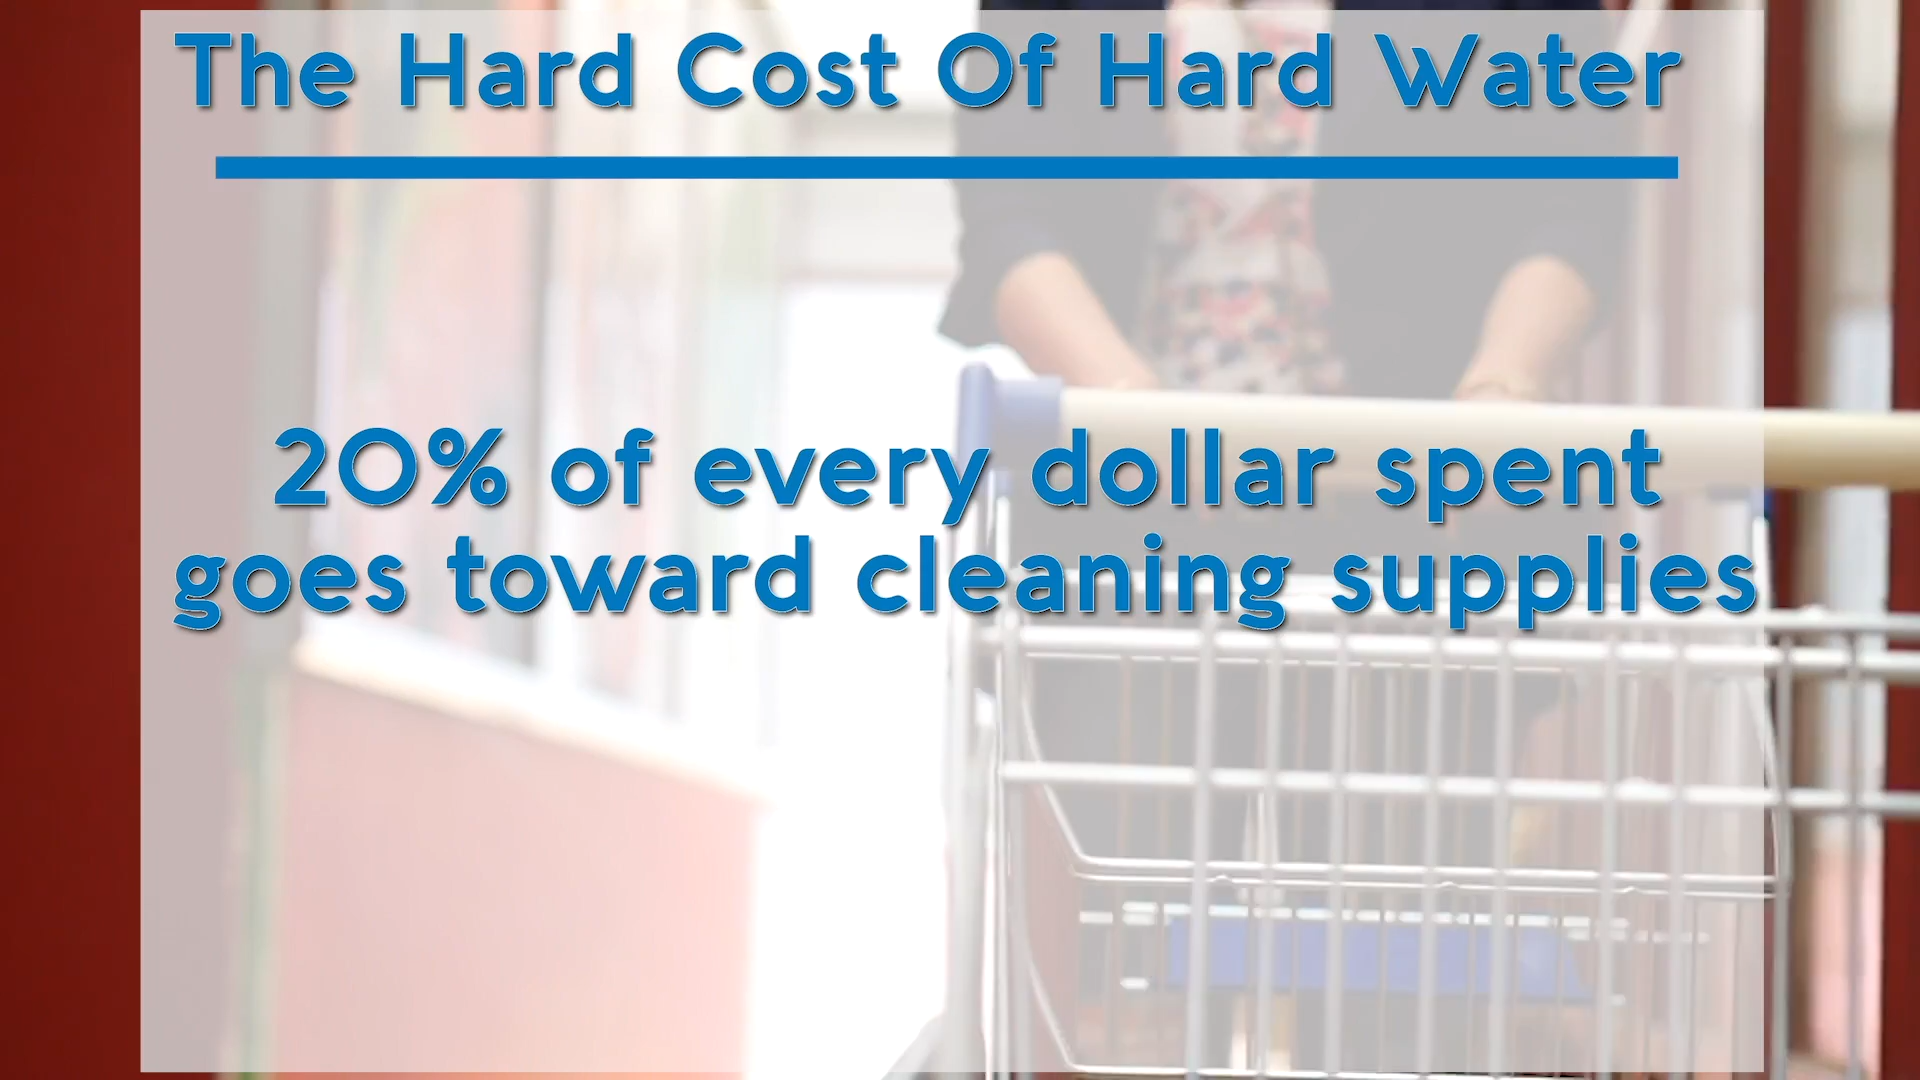 The Hard Cost Of Hard Water
20% of every dollar spent
goes toward cleaning supplies